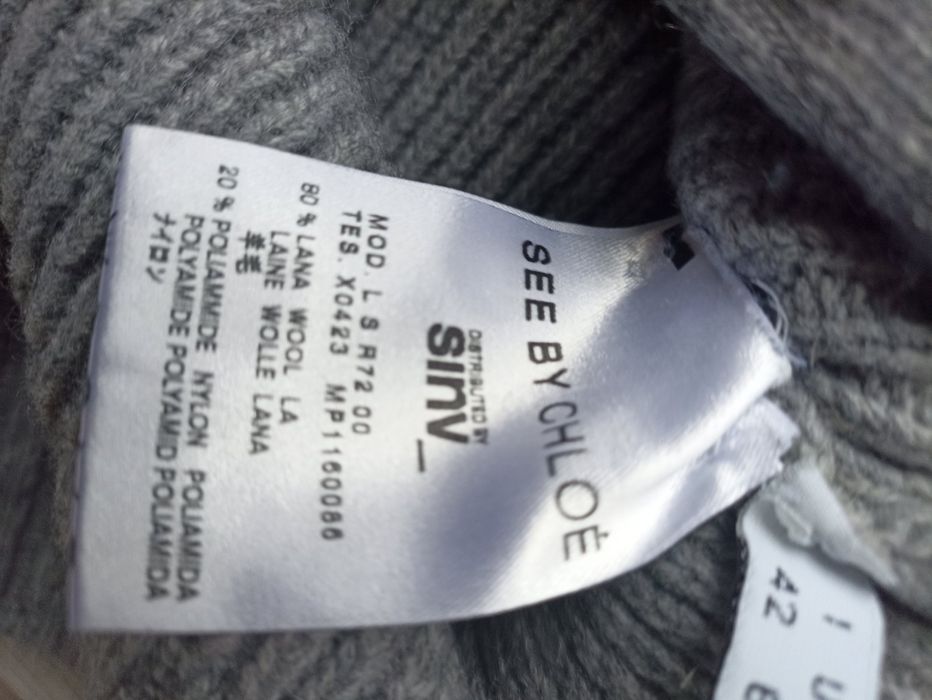 SEE BY CHLOÉ
DISTRIBUTED BY
sinv_
MOD. L S R72 00
TES. X0423 MP1160086
80 % LANA WOOL LA
LAINE WOLLE LANA
羊毛
20 % POLIAMMIDE NYLON POLIAMIDA
POLYAMIDE POLYAMID POLIAMIDA
ナイロン
I U
42